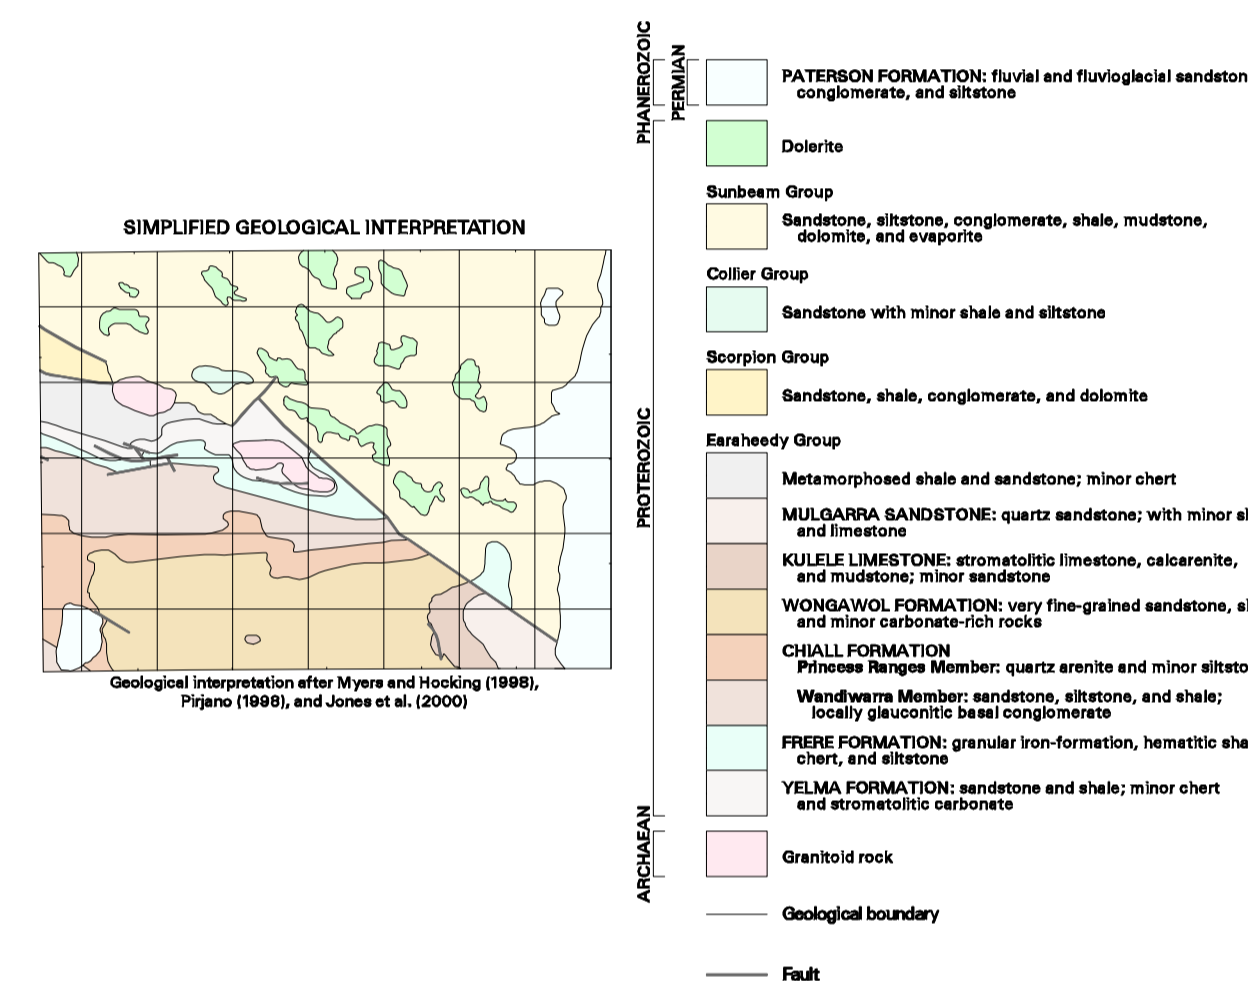 SIMPLIFIED GEOLOGICAL INTERPRETATION
Geological interpretation after Myers and Hocking (1998),
Pirjano (1998), and Jones et al. (2000)
PHANEROZOIC
PERMIAN
PATERSON FORMATION: fluvial and fluvioglacial
conglomerate, and siltstone
PROTEROZOIC
Dolerite
Sunbeam Group
Sandstone, siltstone, conglomerate, shale, mudstone,
dolomite, and evaporite
Collier Group
Sandstone with minor shale and siltstone
Scorpion Group
Sandstone, shale, conglomerate, and dolomite
Earaheedy Group
Metamorphosed shale and sandstone; minor chert
MULGARRA SANDSTONE: quartz sandstone; with minor
and limestone
KULELE LIMESTONE: stromatolitic limestone, calcarenite,
and mudstone; minor sandstone
WONGAWOL FORMATION: very fine-grained sandstone,
and minor carbonate-rich rocks
CHIALL FORMATION
Princess Ranges Member: quartz arenite and minor
Wandiwarra Member: sandstone, siltstone, and shale;
locally glauconitic basal conglomerate
FRERE FORMATION: granular iron-formation, hematitic
chert, and siltstone
YELMA FORMATION: sandstone and shale; minor chert
and stromatolitic carbonate
ARCHAEAN
Granitoid rock
Geological boundary
Fault